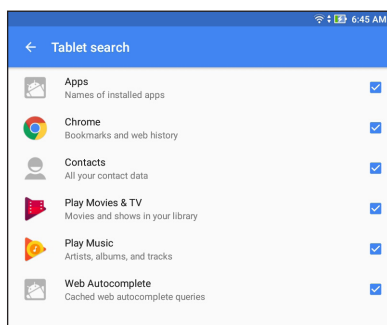 6:45 AM
Tablet search
Apps
Names of installed apps
Chrome
Bookmarks and web history
Contacts
All your contact data
Play Movies & TV
Movies and shows in your library
Play Music
Artists, albums, and tracks
Web Autocomplete
Cached web autocomplete queries